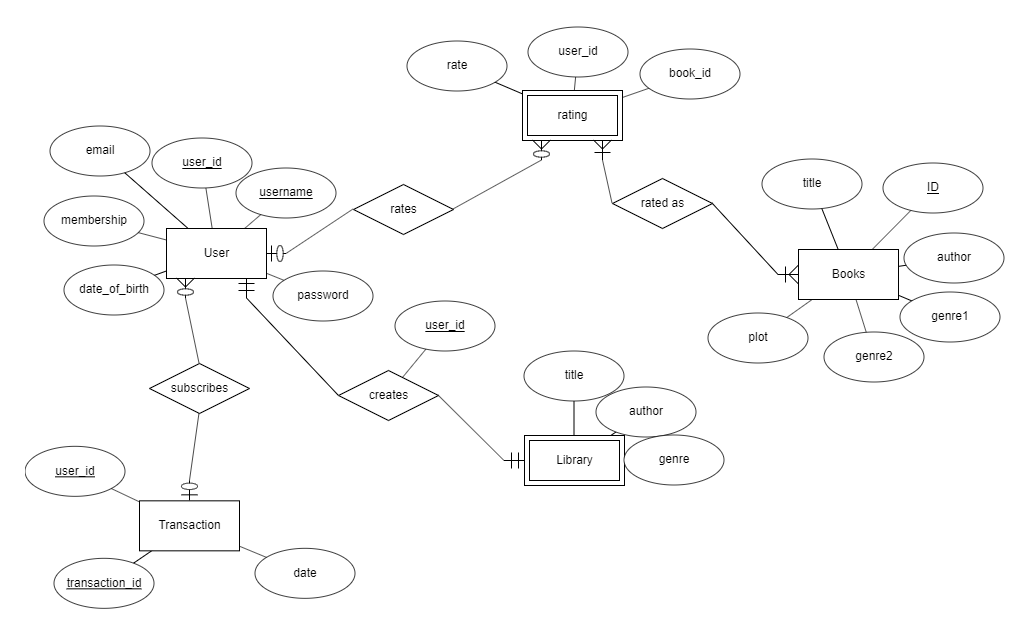 rate
user_id
book_id
rating
email
user_id
username
membership
rates
rated as
title
ID
User
author
Books
date_of_birth
password
genre1
plot
genre2
user_id
subscribes
creates
title
author
user_id
Library
genre
Transaction
transaction_id
date